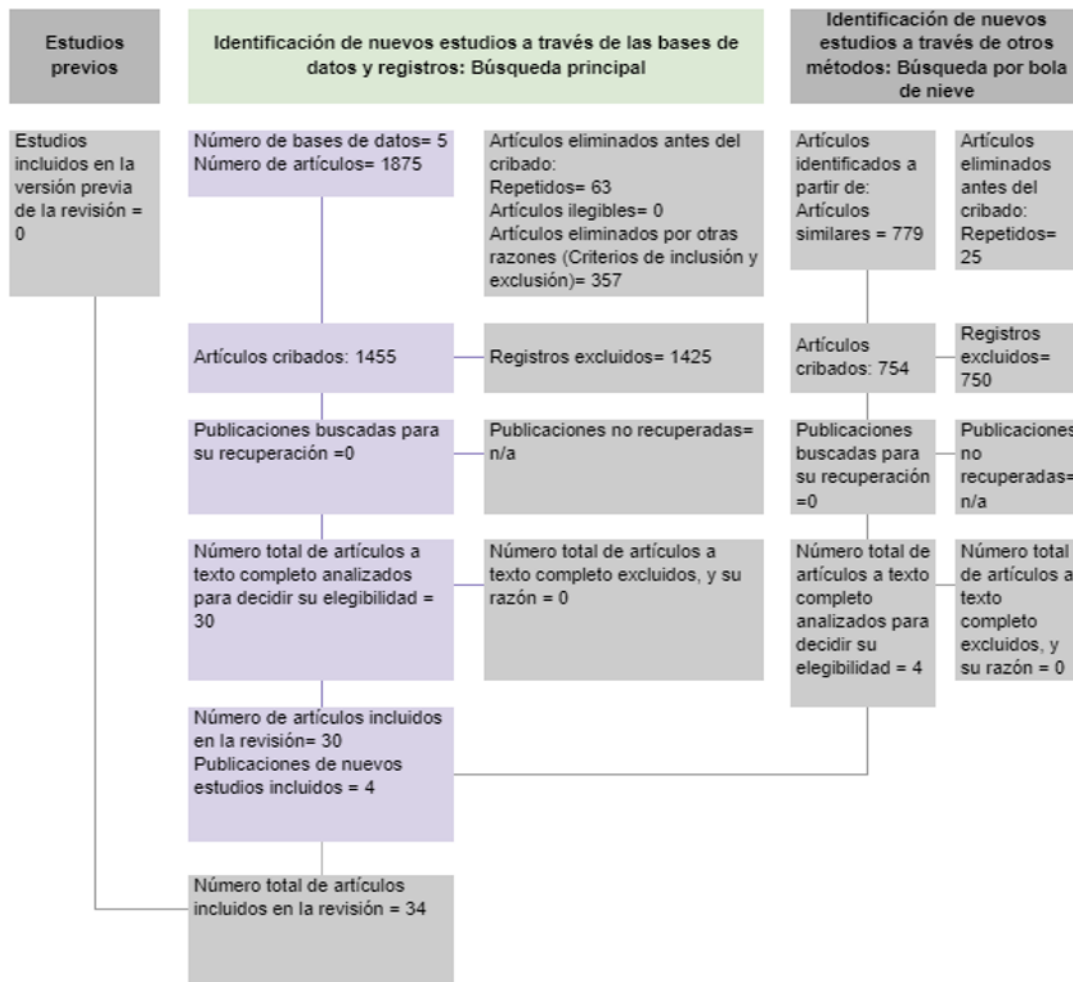 Estudios
previos
Identificación de nuevos estudios a través de las bases de
datos y registros: Búsqueda principal
Identificación de nuevos
estudios a través de otros
métodos: Búsqueda por bola
de nieve
Estudios
incluidos en la
versión previa
de la revisión =
0
Número de bases de datos= 5
Número de artículos= 1875
Artículos eliminados antes del
cribado:
Repetidos= 63
Artículos ilegibles= 0
Artículos eliminados por otras
razones (Criterios de inclusión y
exclusión)= 357
Artículos
identificados a
partir de:
Artículos
similares = 779
Artículos
eliminados
antes del
cribado:
Repetidos=
25
Artículos cribados: 1455
Registros excluidos= 1425
Artículos
cribados: 754
Registros
excluidos=
750
Publicaciones buscadas para
su recuperación =0
Publicaciones no recuperadas=
n/a
Publicaciones
buscadas para
su recuperación
=0
Publicaciones
no
recuperadas=
n/a
Número total de artículos a
texto completo analizados
para decidir su elegibilidad =
30
Número total de artículos a
texto completo excluidos, y su
razón = 0
Número total de
artículos a texto
completo
analizados para
decidir su
elegibilidad = 4
Número total
de artículos a
texto
completo
excluidos, y
su razón = 0
Número de artículos incluidos
en la revisión= 30
Publicaciones de nuevos
estudios incluidos = 4
Número total de artículos
incluidos en la revisión = 34